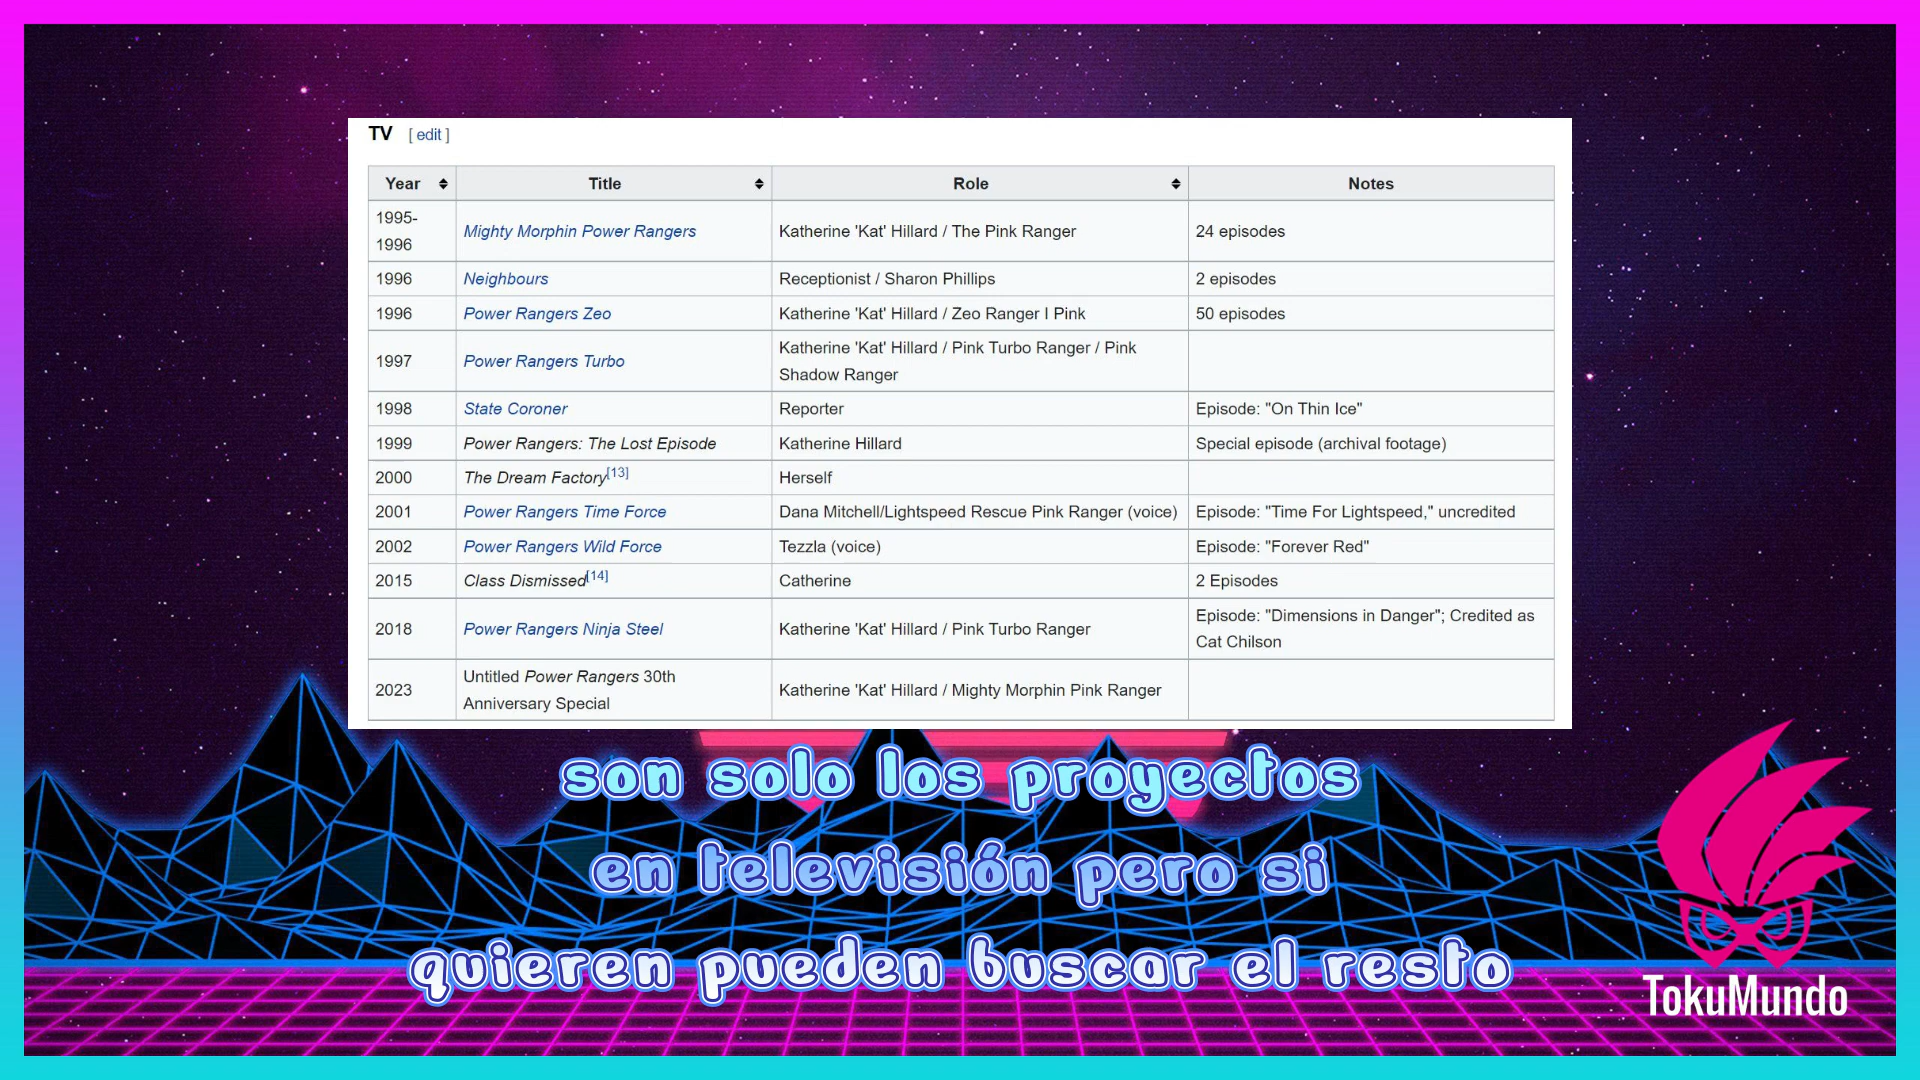 TV [ edit ]
Year Title Role Notes
1995-
1996 Mighty Morphin Power Rangers Katherine 'Kat' Hillard / The Pink Ranger 24 episodes
1996 Neighbours Receptionist / Sharon Phillips 2 episodes
1996 Power Rangers Zeo Katherine 'Kat' Hillard / Zeo Ranger I Pink 50 episodes
1997 Power Rangers Turbo Katherine 'Kat' Hillard / Pink Turbo Ranger / Pink
Shadow Ranger
1998 State Coroner Reporter Episode: "On Thin Ice"
1999 Power Rangers: The Lost Episode Katherine Hillard Special episode (archival footage)
2000 The Dream Factory[13] Herself
2001 Power Rangers Time Force Dana Mitchell/Lightspeed Rescue Pink Ranger (voice) Episode: "Time For Lightspeed," uncredited
2002 Power Rangers Wild Force Tezzla (voice) Episode: "Forever Red"
2015 Class Dismissed[14] Catherine 2 Episodes
2018 Power Rangers Ninja Steel Katherine 'Kat' Hillard / Pink Turbo Ranger Episode: "Dimensions in Danger"; Credited as
Cat Chilson
2023 Untitled Power Rangers 30th
Anniversary Special Katherine 'Kat' Hillard / Mighty Morphin Pink Ranger
son solo los proyectos
en televisión pero si
quieren pueden buscar el resto
TokuMundo